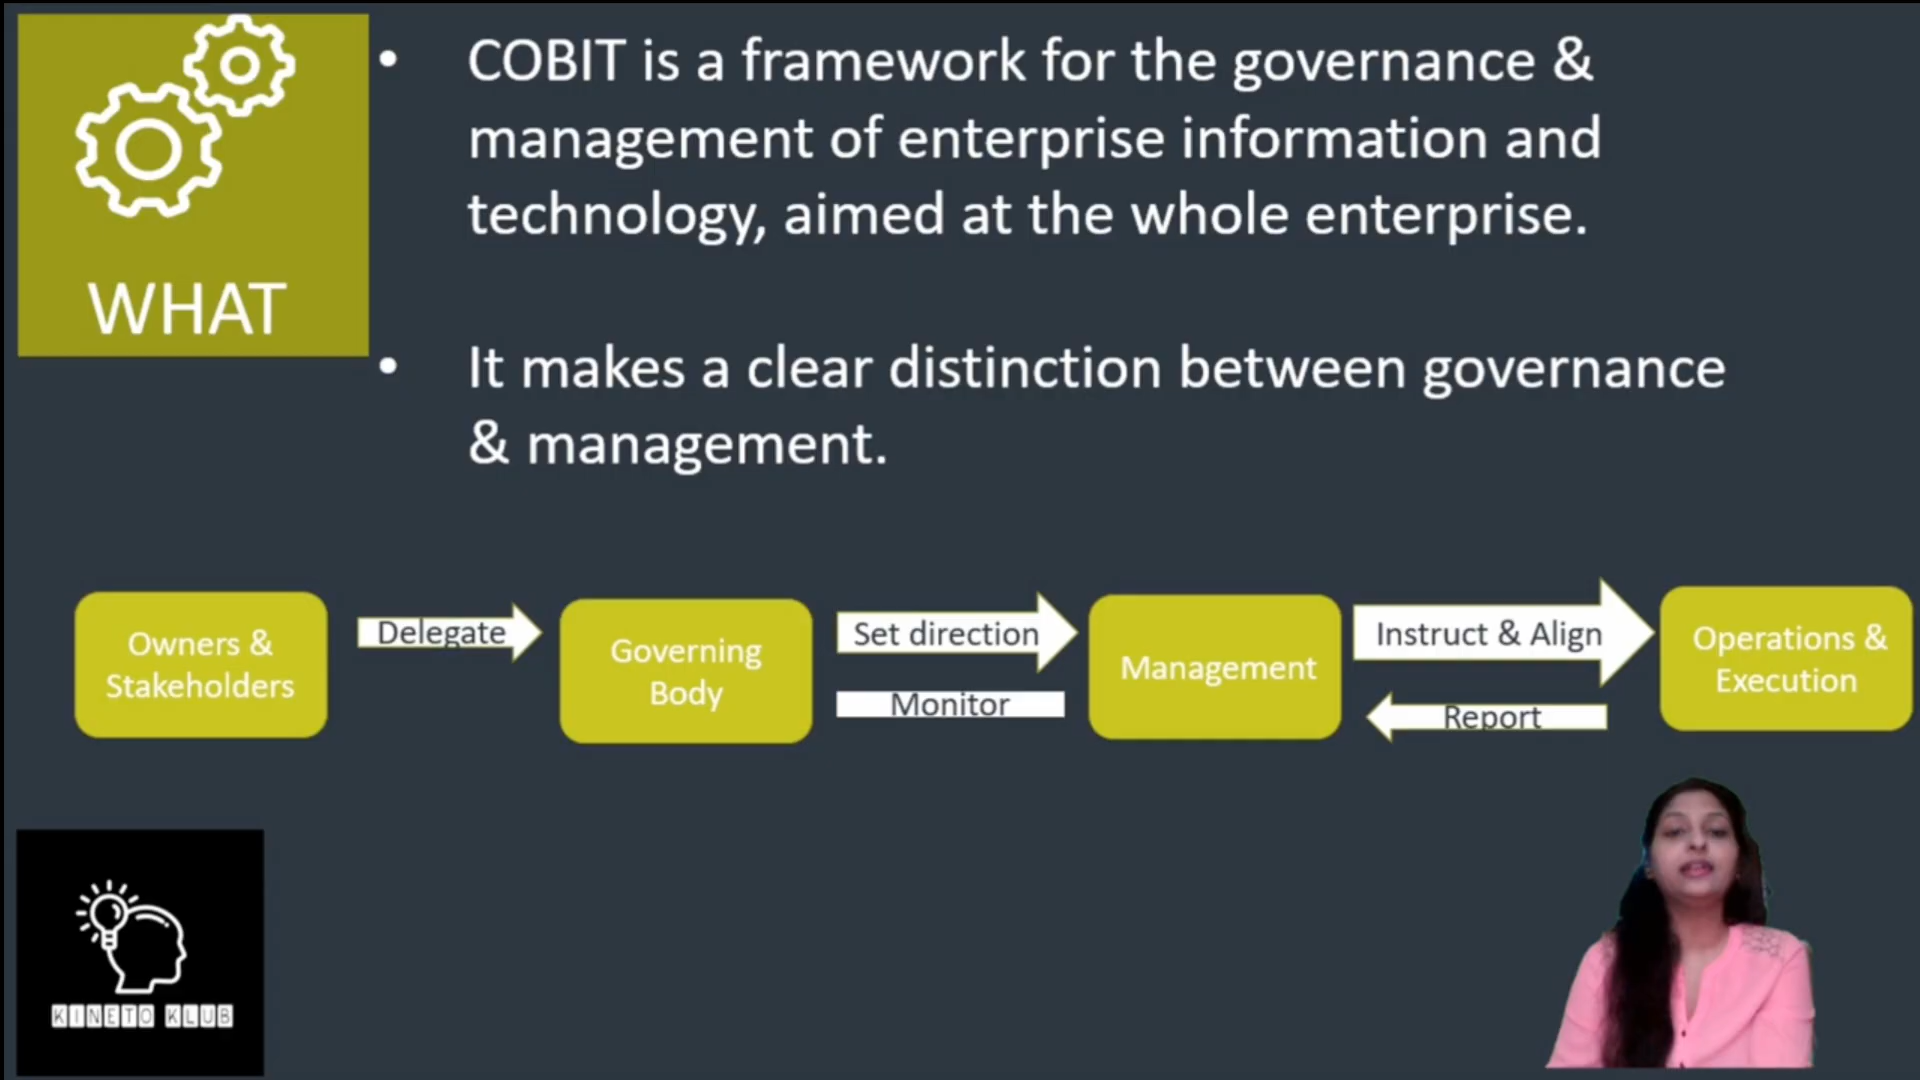 WHAT
• COBIT is a framework for the governance &
management of enterprise information and
technology, aimed at the whole enterprise.
• It makes a clear distinction between governance
& management.
Owners &
Stakeholders
Delegate
Governing
Body
Set direction
Monitor
Management
Instruct & Align
Report
Operations &
Execution
KINETO KLUB